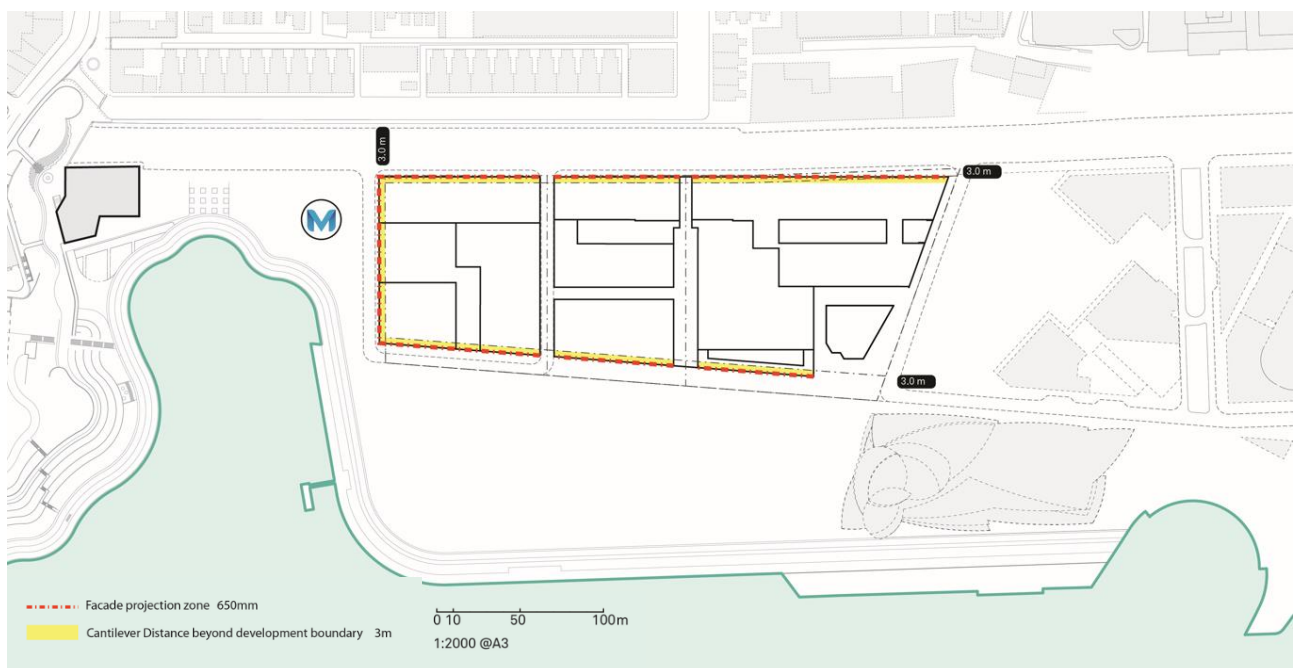 3.0 m
3.0 m
M
3.0 m
Facade projection zone 650mm
Cantilever Distance beyond development boundary 3m
0 10 50 100m
1:2000 @A3